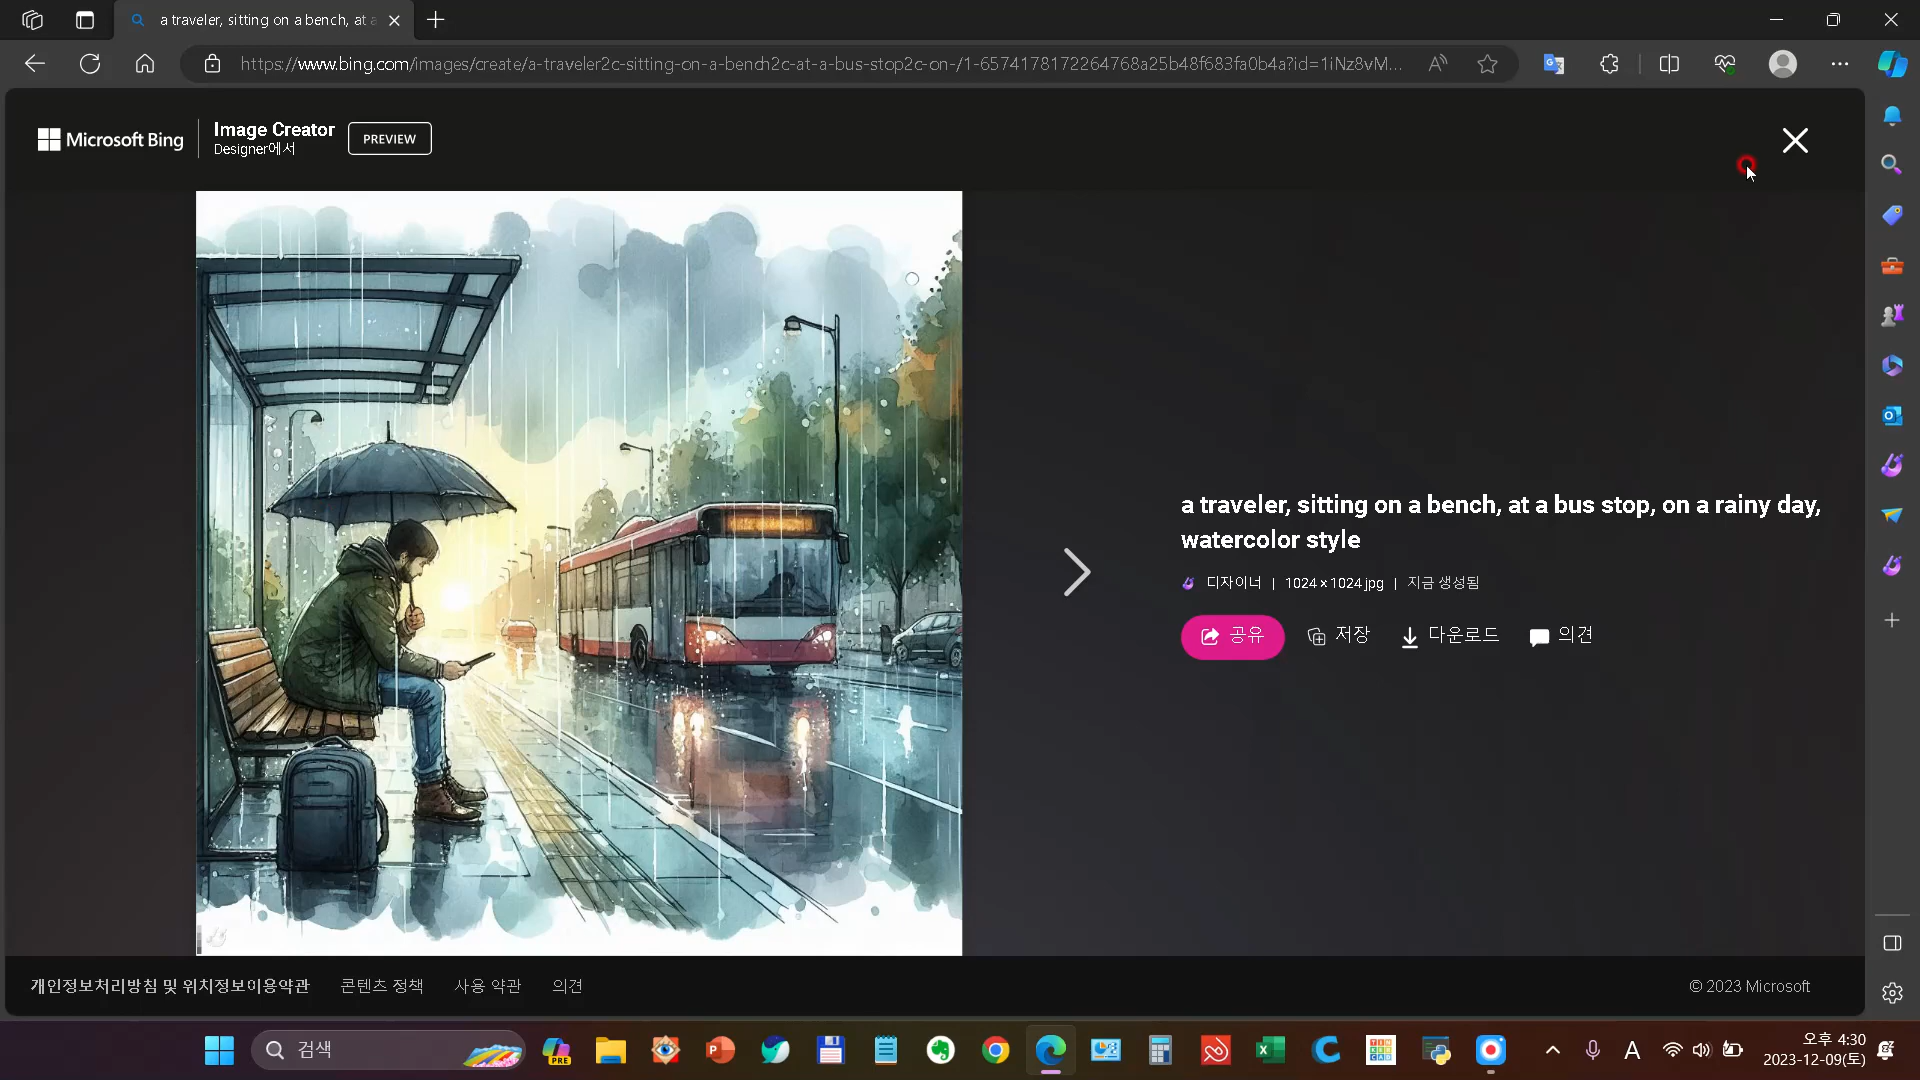 a traveler, sitting on a bench, at a
https://www.bing.com/images/create/a-traveler2c-sitting-on-a-bench2c-at-a-bus-stop2c-on-/1-6574178172264768a25b48f683fa0b4a?id=1iNz8vM...
Microsoft Bing
Image Creator
Designer에서
PREVIEW
a traveler, sitting on a bench, at a bus stop, on a rainy day,
watercolor style
디자이너 | 1024 × 1024 jpg | 지금 생성됨
공유 저장 다운로드 의견
개인정보처리방침 및 위치정보이용약관 콘텐츠 정책 사용 약관 의견
© 2023 Microsoft
검색
PRE
A
오후 4:30
2023-12-09(토)